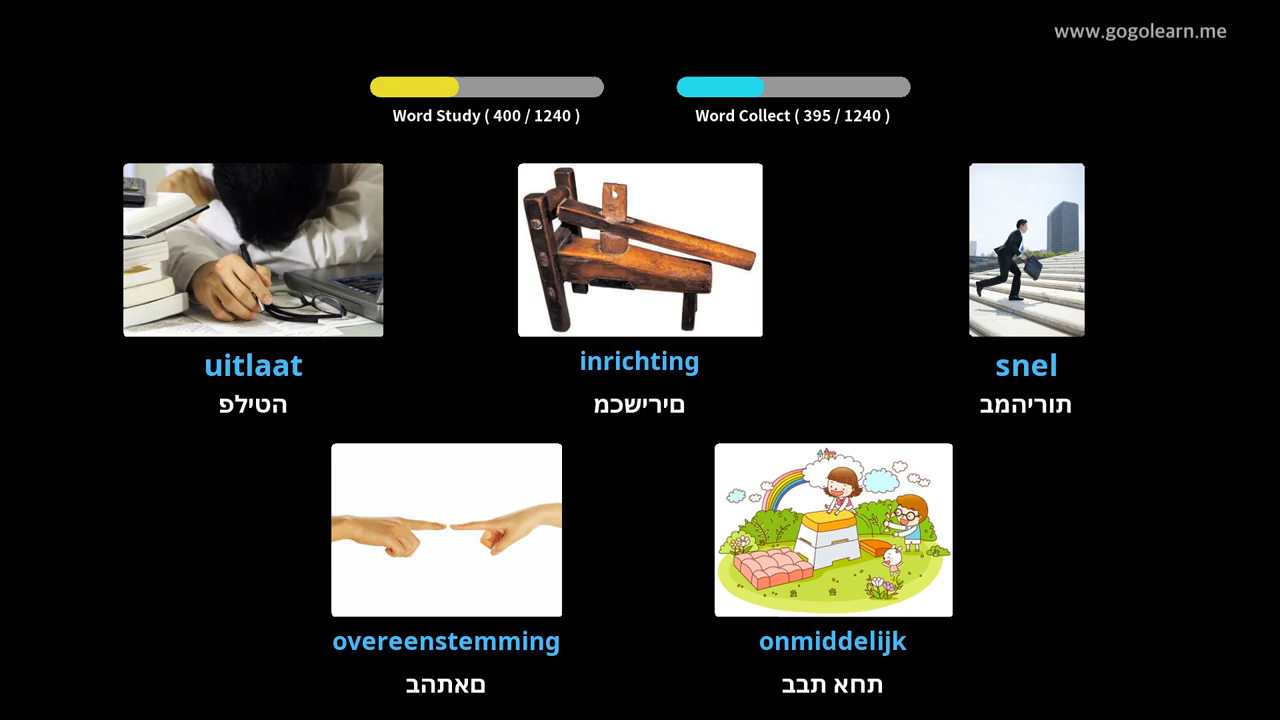 www.gogolearn.me
Word Study ( 400 / 1240 )
Word Collect ( 395 / 1240 )
uitlaat
פליטה
inrichting
מכשירים
snel
במהירות
overeenstemming
בהתאם
onmiddelijk
בבת אחת